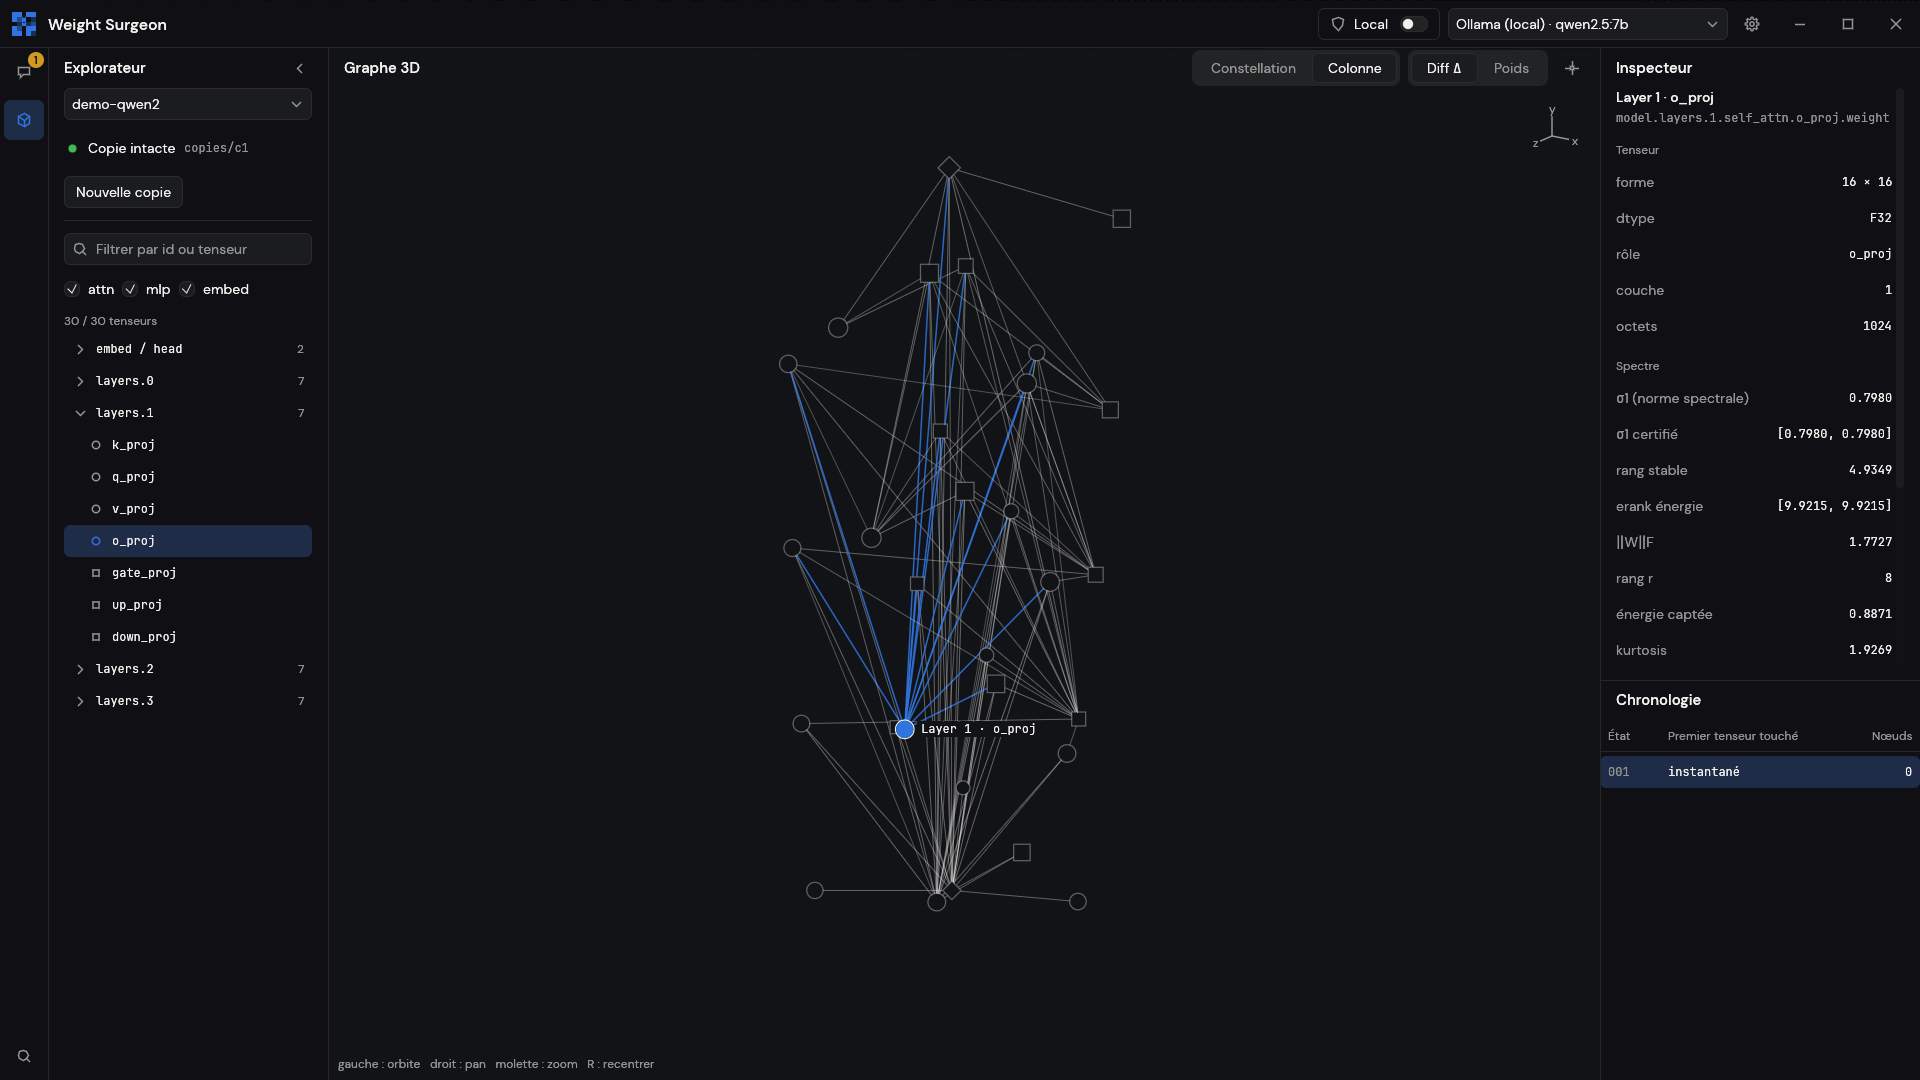 Weight Surgeon
Local
Ollama (local) · qwen2.5:7b
1
Explorateur
demo-qwen2
Copie intacte copies/c1
Nouvelle copie
Filtrer par id ou tenseur
attn mlp embed
30 / 30 tenseurs
embed / head 2
layers.0 7
layers.1 7
k_proj
q_proj
v_proj
o_proj
gate_proj
up_proj
down_proj
layers.2 7
layers.3 7
Graphe 3D
Constellation Colonne
Diff Δ Poids
y
z x
Layer 1 · o_proj
gauche : orbite droit : pan molette : zoom R : recentrer
Inspecteur
Layer 1 · o_proj
model.layers.1.self_attn.o_proj.weight
Tenseur
forme 16 × 16
dtype F32
rôle o_proj
couche 1
octets 1024
Spectre
σ1 (norme spectrale) 0.7980
σ1 certifié [0.7980, 0.7980]
rang stable 4.9349
erank énergie [9.9215, 9.9215]
||W||F 1.7727
rang r 8
énergie captée 0.8871
kurtosis 1.9269
Chronologie
État Premier tenseur touché Nœuds
001 instantané 0